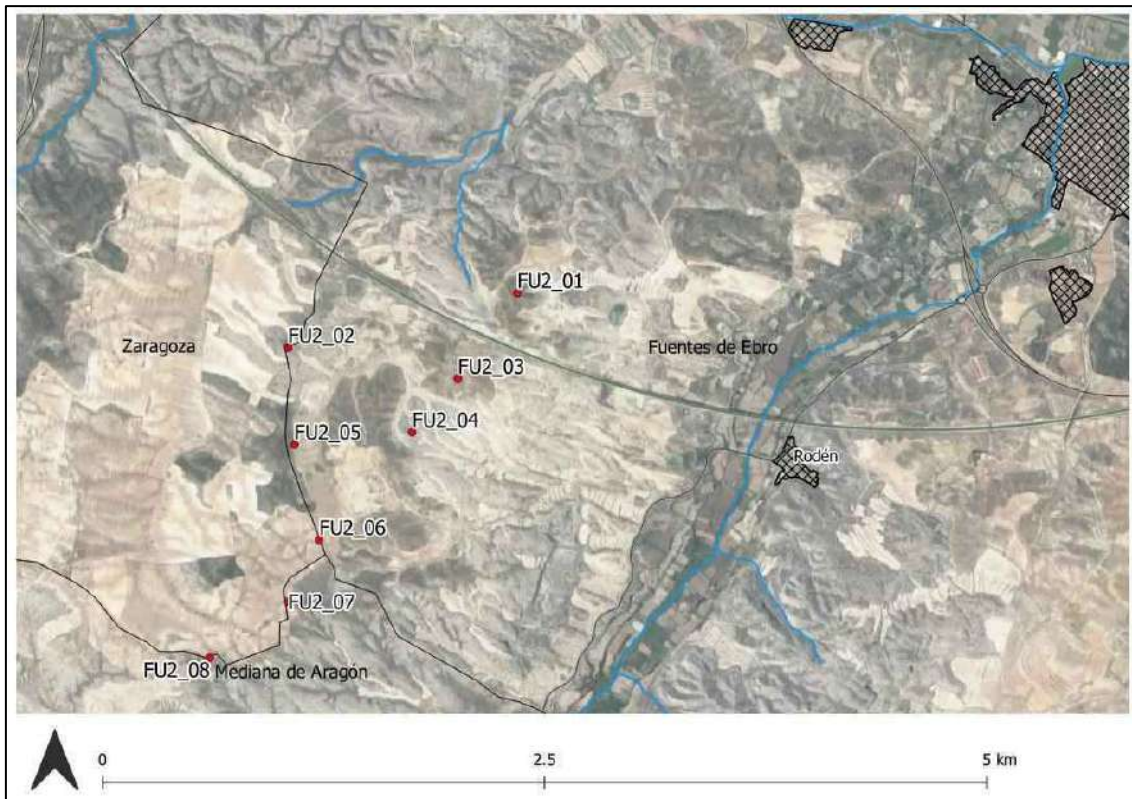 FU2_01
FU2_02
Zaragoza
Fuentes de Ebro
FU2_03
FU2_04
FU2_05
Rodén
FU2_06
FU2_07
FU2_08 Mediana de Aragón
0 2.5 5 km